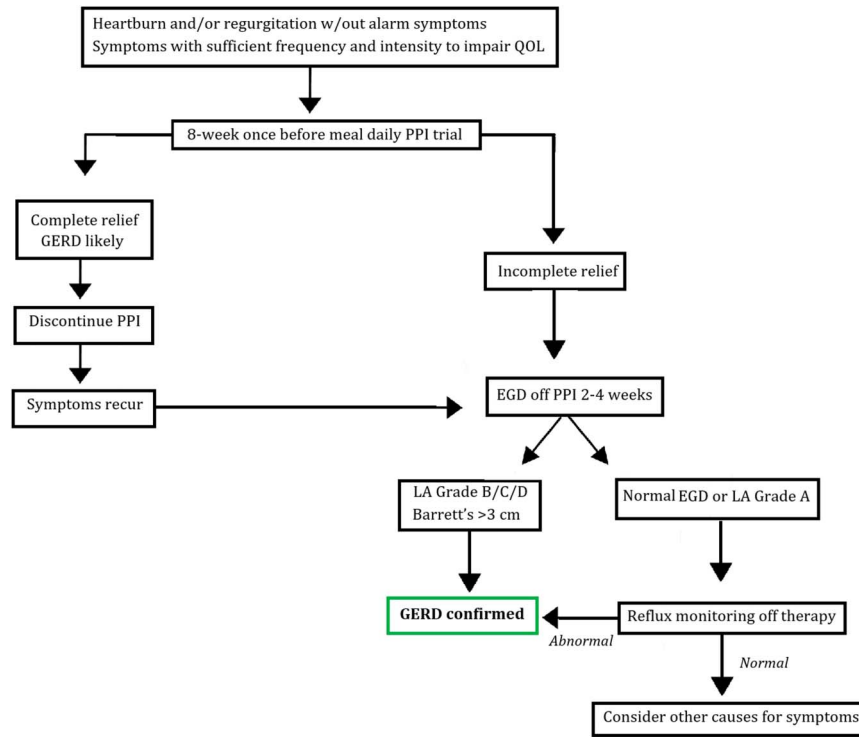 Heartburn and/or regurgitation w/out alarm symptoms
Symptoms with sufficient frequency and intensity to impair QOL
8-week once before meal daily PPI trial
Complete relief
GERD likely
Incomplete relief
Discontinue PPI
Symptoms recur
EGD off PPI 2-4 weeks
LA Grade B/C/D
Barrett's >3 cm
Normal EGD or LA Grade A
GERD confirmed
Abnormal
Reflux monitoring off therapy
Normal
Consider other causes for symptoms